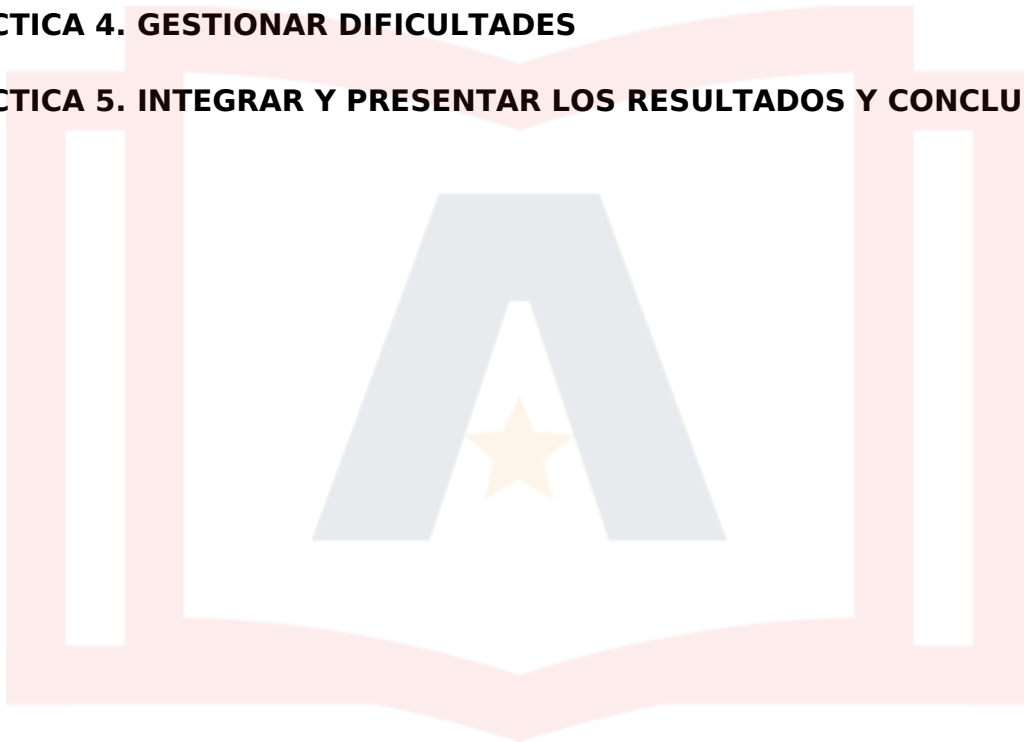 CTICA 4. GESTIONAR DIFICULTADES
CTICA 5. INTEGRAR Y PRESENTAR LOS RESULTADOS Y CONCLU